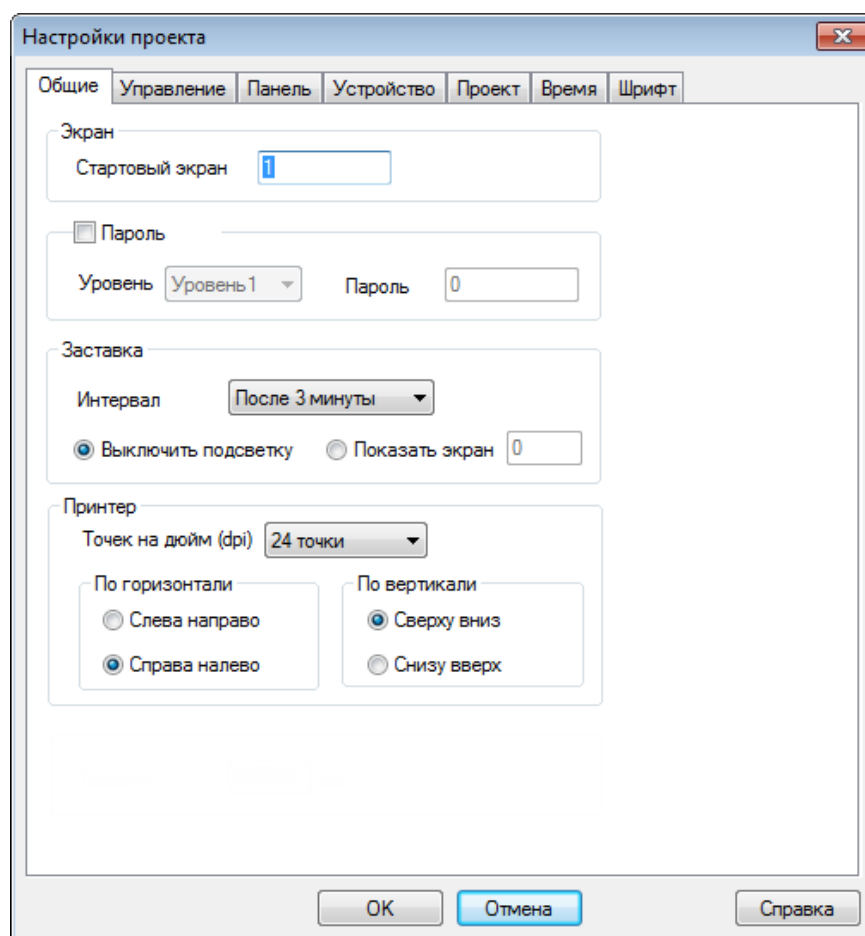 Настройки проекта
Общие Управление Панель Устройство Проект Время Шрифт
Экран
Стартовый экран 1
Пароль
Уровень Уровень1 Пароль 0
Заставка
Интервал После 3 минуты
Выключить подсветку Показать экран 0
Принтер
Точек на дюйм (dpi) 24 точки
По горизонтали По вертикали
Слева направо Сверху вниз
Справа налево Снизу вверх
OK Отмена Справка